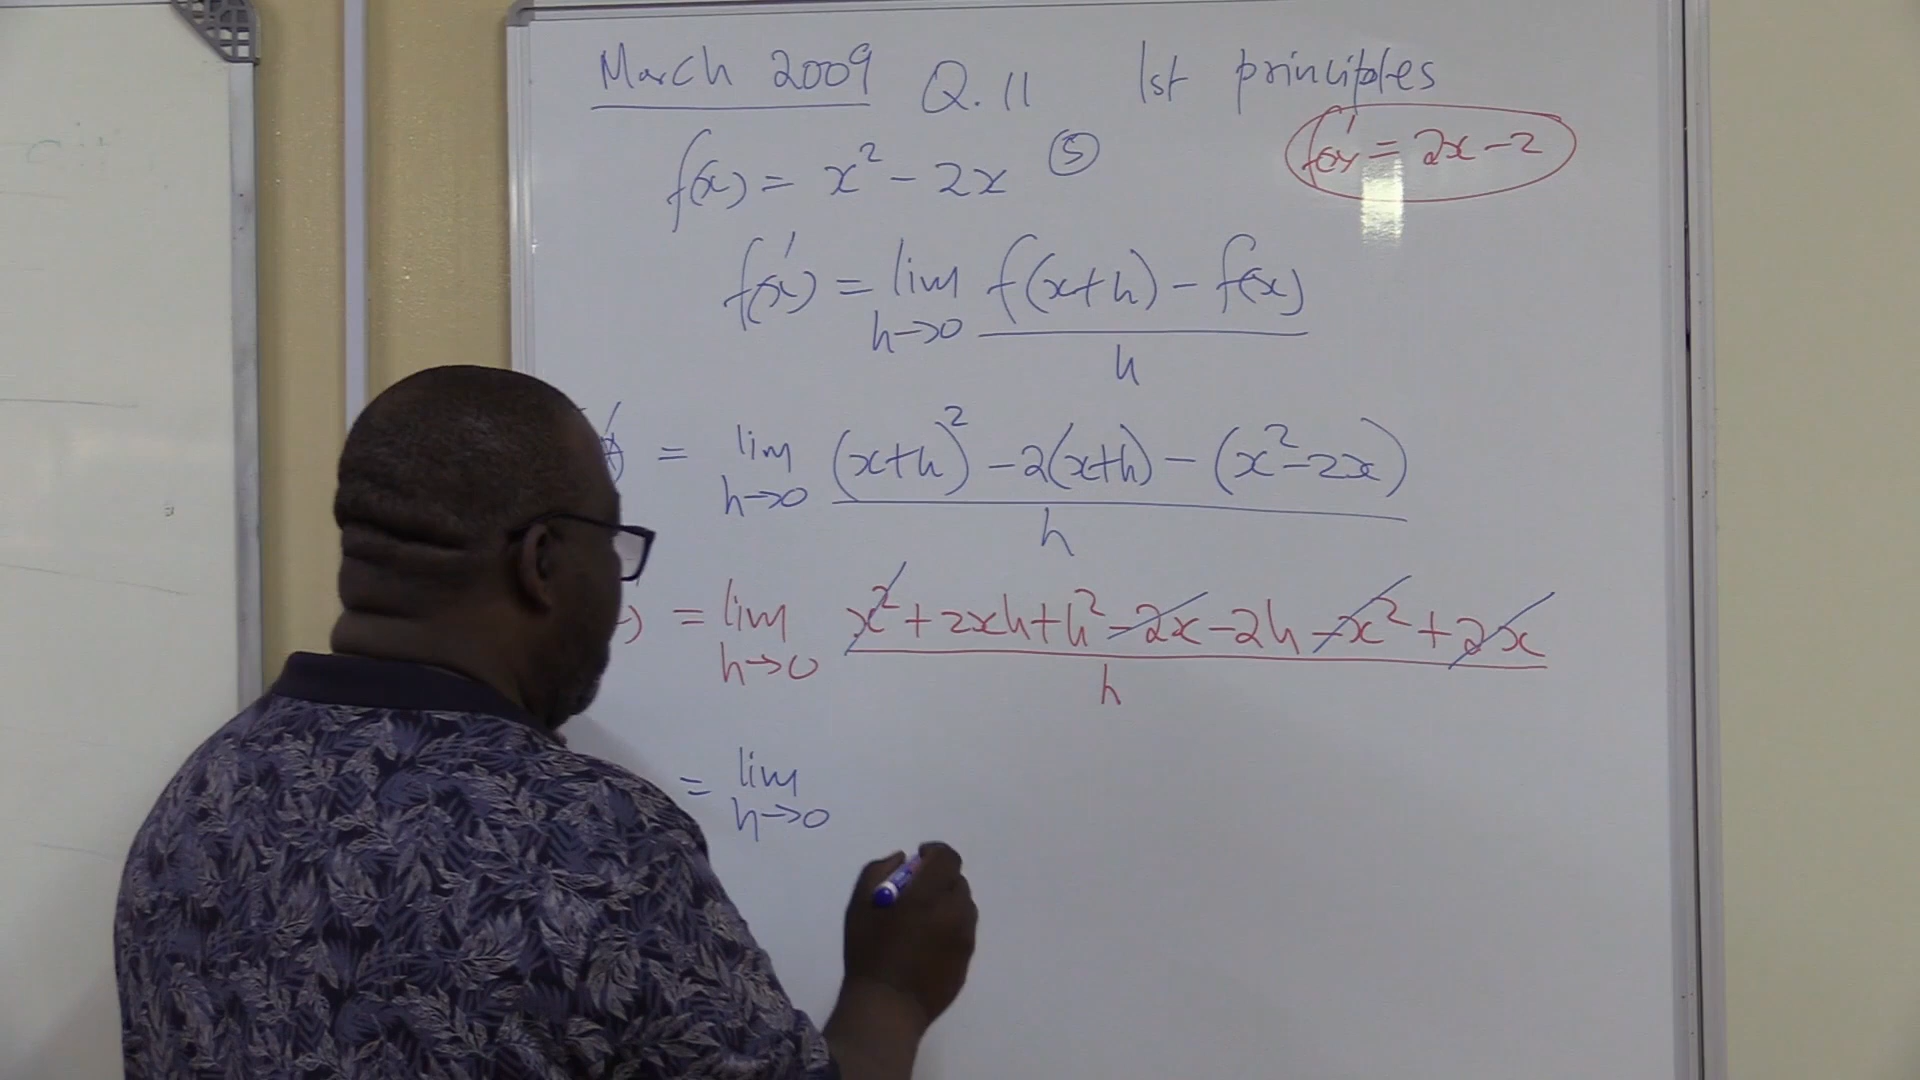 March 2009 Q. 11 1st principles
f(x) = x² - 2x ⑤
f'(x) = 2x - 2
f'(x) = lim f(x+h) - f(x)
h→0 h
= lim (x+h)² - 2(x+h) - (x² - 2x)
h→0 h
= lim x² + 2xh + h² - 2x - 2h - x² + 2x
h→0 h
= lim
h→0